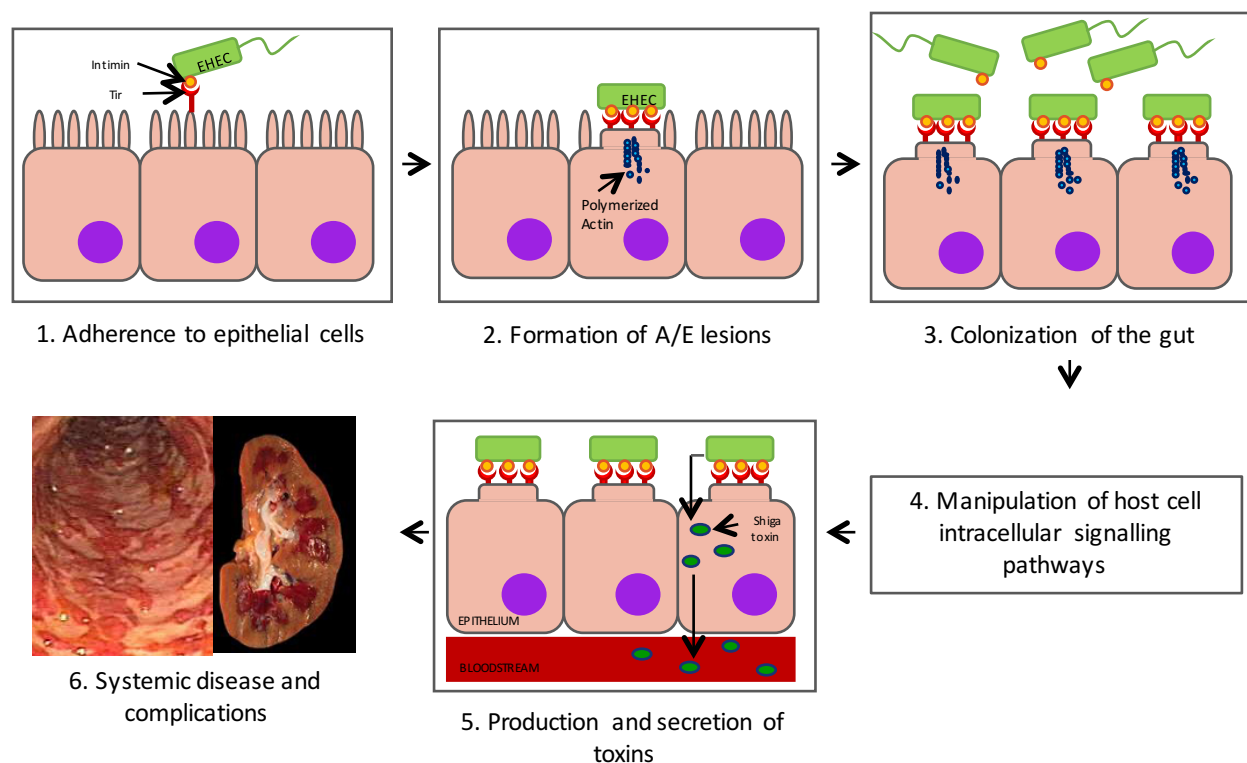 Intimin
Tir
EHEC
1. Adherence to epithelial cells
EHEC
Polymerized
Actin
2. Formation of A/E lesions
3. Colonization of the gut
4. Manipulation of host cell
intracellular signalling
pathways
Shiga
toxin
EPITHELIUM
BLOODSTREAM
5. Production and secretion of
toxins
6. Systemic disease and
complications